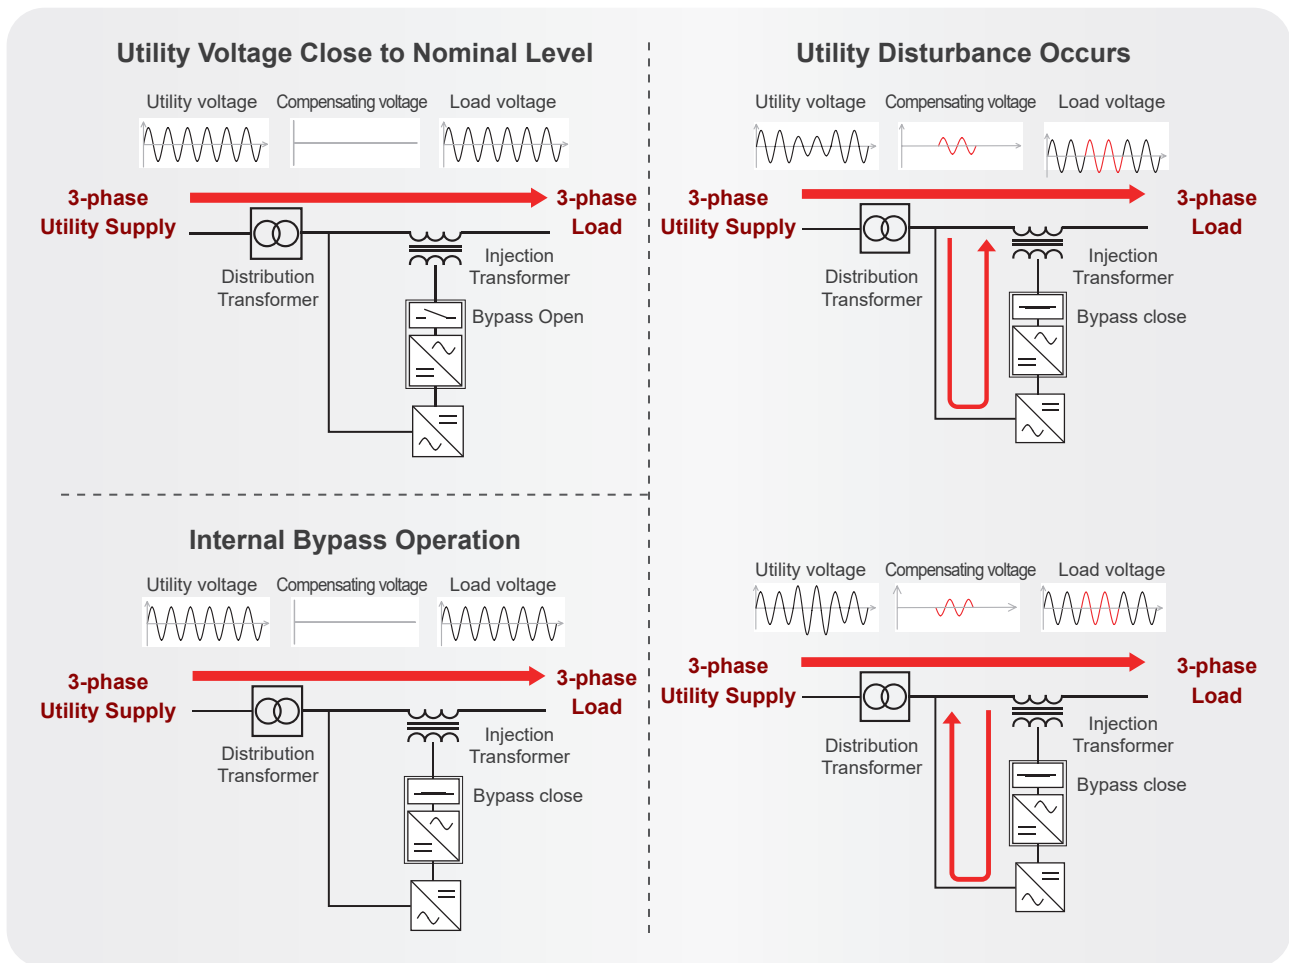 Utility Voltage Close to Nominal Level
Utility voltage
Compensating voltage
Load voltage
3-phase
Utility Supply
3-phase
Load
Distribution
Transformer
Injection
Transformer
Bypass Open
Utility Disturbance Occurs
Utility voltage
Compensating voltage
Load voltage
3-phase
Utility Supply
3-phase
Load
Distribution
Transformer
Injection
Transformer
Bypass close
Internal Bypass Operation
Utility voltage
Compensating voltage
Load voltage
3-phase
Utility Supply
3-phase
Load
Distribution
Transformer
Injection
Transformer
Bypass close
Utility voltage
Compensating voltage
Load voltage
3-phase
Utility Supply
3-phase
Load
Distribution
Transformer
Injection
Transformer
Bypass close